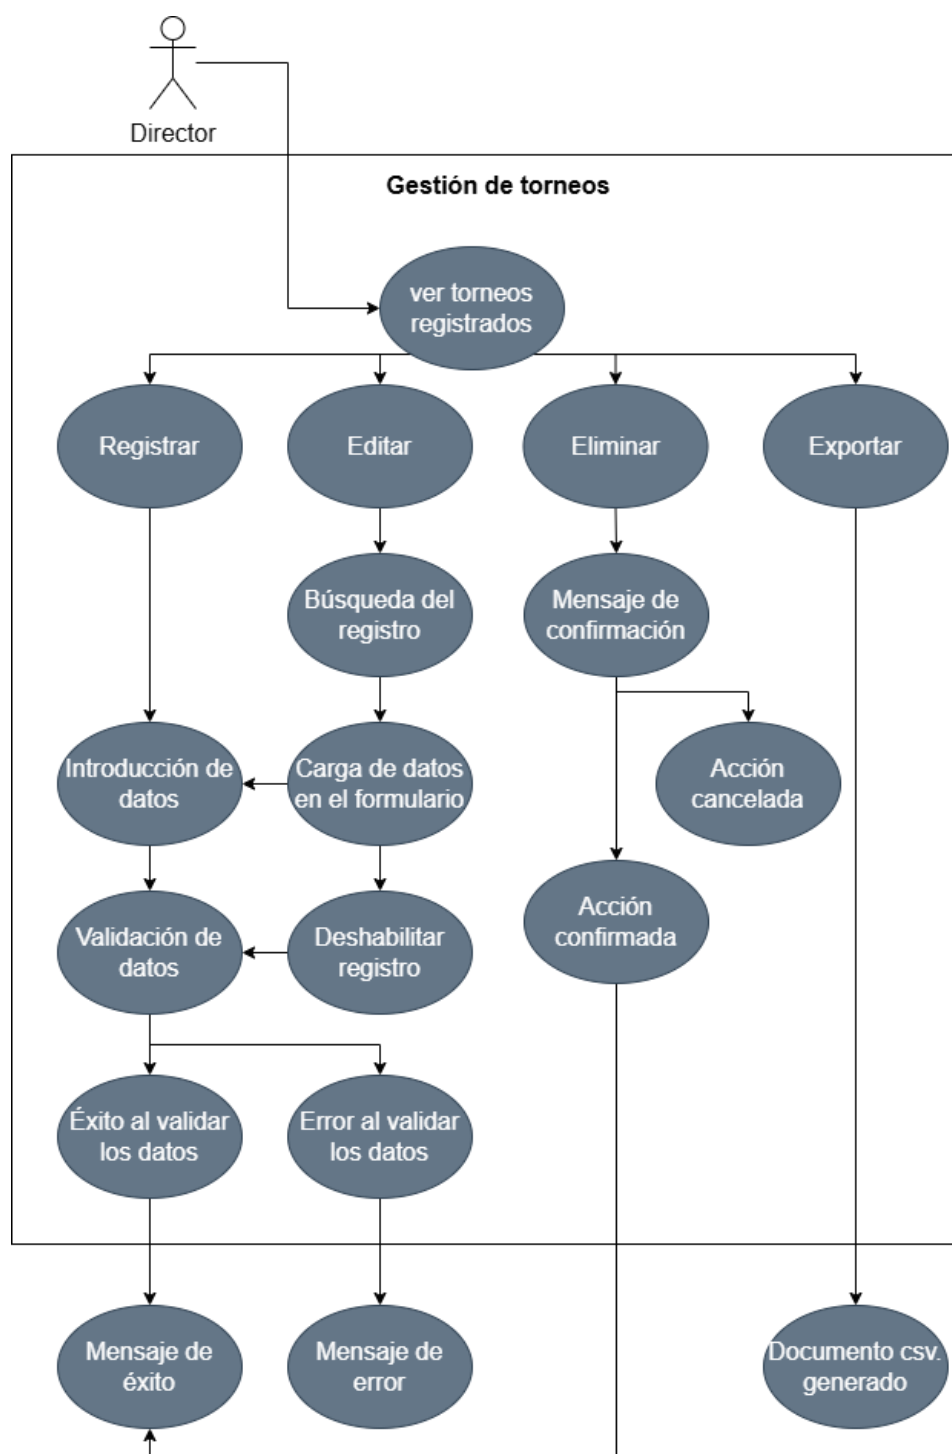 Director
Gestión de torneos
ver torneos
registrados
Registrar
Editar
Eliminar
Exportar
Búsqueda del
registro
Mensaje de
confirmación
Introducción de
datos
Carga de datos
en el formulario
Acción
cancelada
Acción
confirmada
Validación de
datos
Deshabilitar
registro
Éxito al validar
los datos
Error al validar
los datos
Mensaje de
éxito
Mensaje de
error
Documento csv.
generado